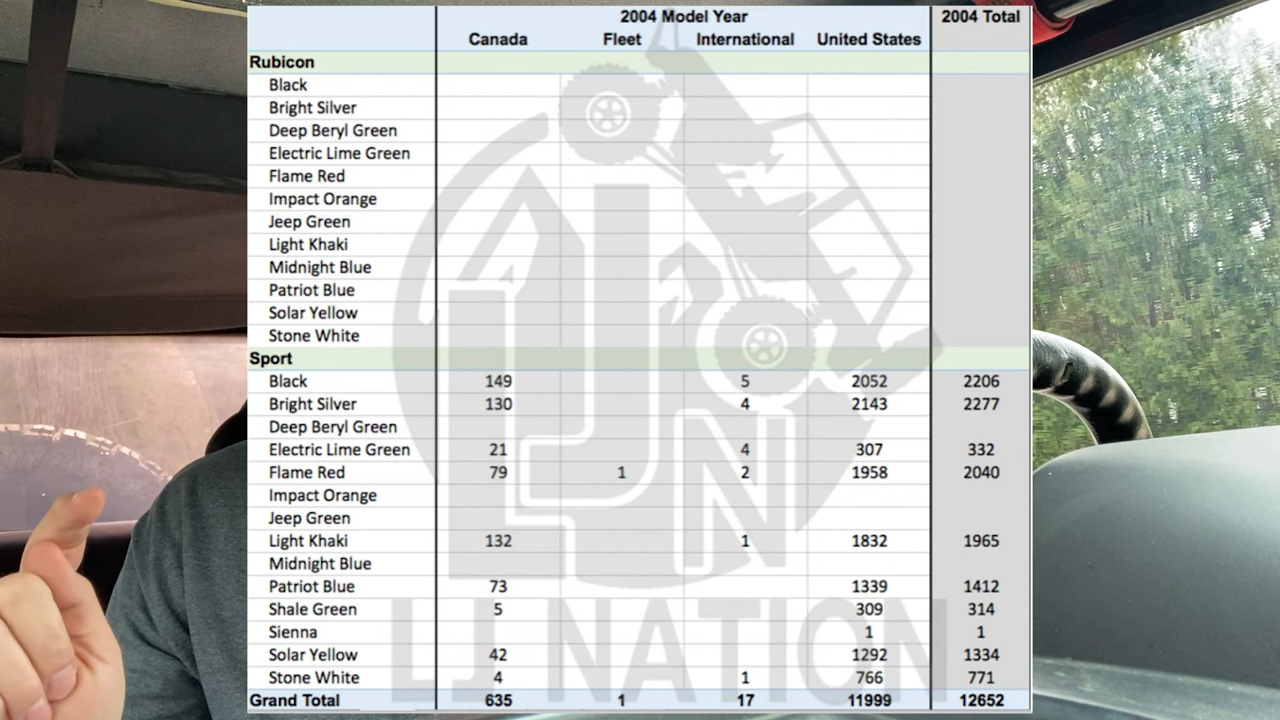 2004 Model Year 2004 Total
Canada Fleet International United States
Rubicon
Black
Bright Silver
Deep Beryl Green
Electric Lime Green
Flame Red
Impact Orange
Jeep Green
Light Khaki
Midnight Blue
Patriot Blue
Solar Yellow
Stone White
Sport
Black 149 5 2052 2206
Bright Silver 130 4 2143 2277
Deep Beryl Green
Electric Lime Green 21 4 307 332
Flame Red 79 1 2 1958 2040
Impact Orange
Jeep Green
Light Khaki 132 1 1832 1965
Midnight Blue
Patriot Blue 73 1339 1412
Shale Green 5 309 314
Sienna 1 1
Solar Yellow 42 1292 1334
Stone White 4 1 766 771
Grand Total 635 1 17 11999 12652
LJN
LJ NATION